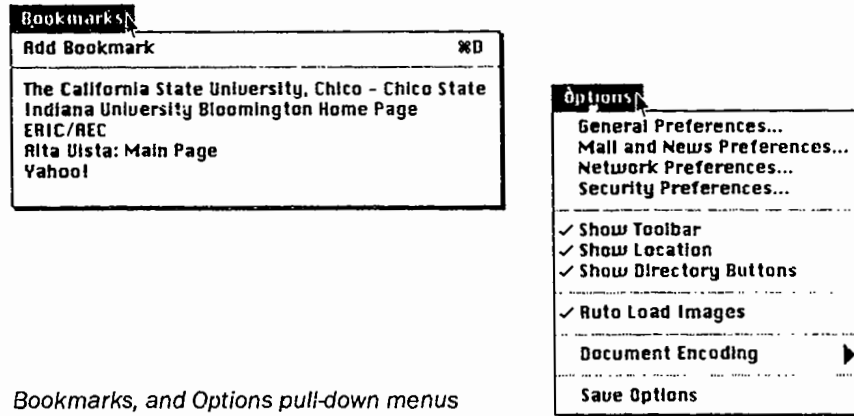 Bookmarks
Add Bookmark ⌘D
The California State University, Chico - Chico State
Indiana University Bloomington Home Page
ERIC/REC
Alta Vista: Main Page
Yahoo!
Options
General Preferences...
Mail and News Preferences...
Network Preferences...
Security Preferences...
✓ Show Toolbar
✓ Show Location
✓ Show Directory Buttons
✓ Auto Load Images
Document Encoding ▶
Save Options
Bookmarks, and Options pull-down menus